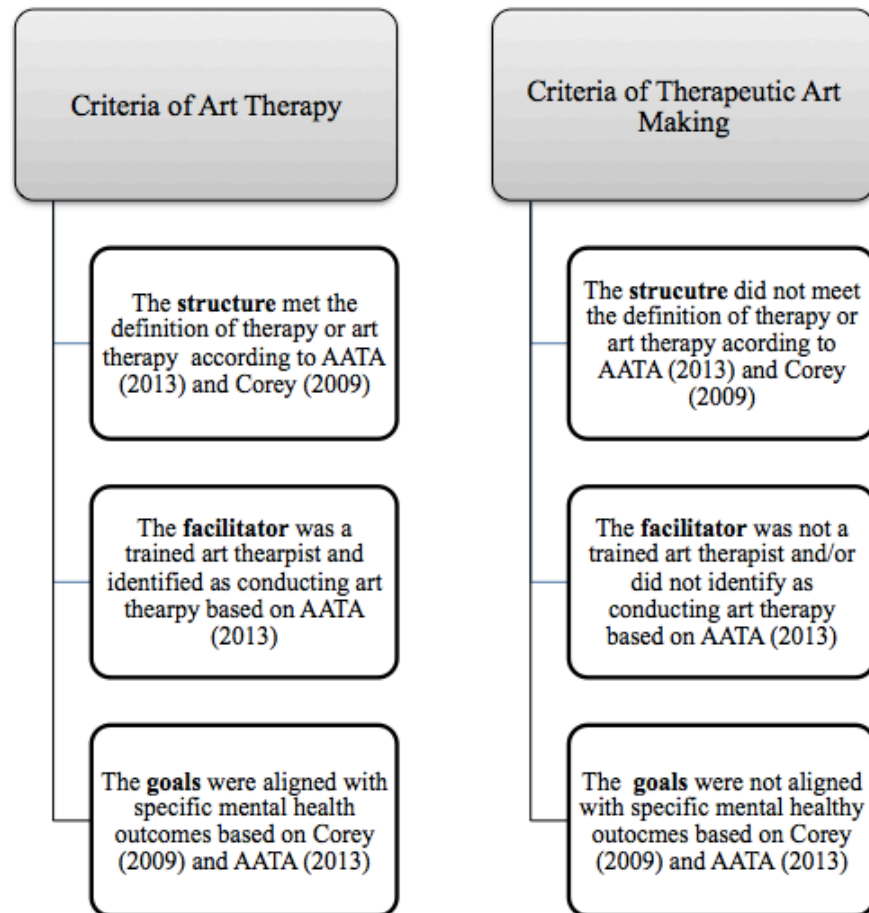 Criteria of Art Therapy
The structure met the
definition of therapy or art
therapy according to AATA
(2013) and Corey (2009)
The facilitator was a
trained art thearpist and
identified as conducting art
thearpy based on AATA
(2013)
The goals were aligned with
specific mental health
outcomes based on Corey
(2009) and AATA (2013)
Criteria of Therapeutic Art
Making
The strucutre did not meet
the definition of therapy or
art therapy acording to
AATA (2013) and Corey
(2009)
The facilitator was not a
trained art therapist and/or
did not identify as
conducting art therapy
based on AATA (2013)
The goals were not aligned
with specific mental healthy
outocmes based on Corey
(2009) and AATA (2013)